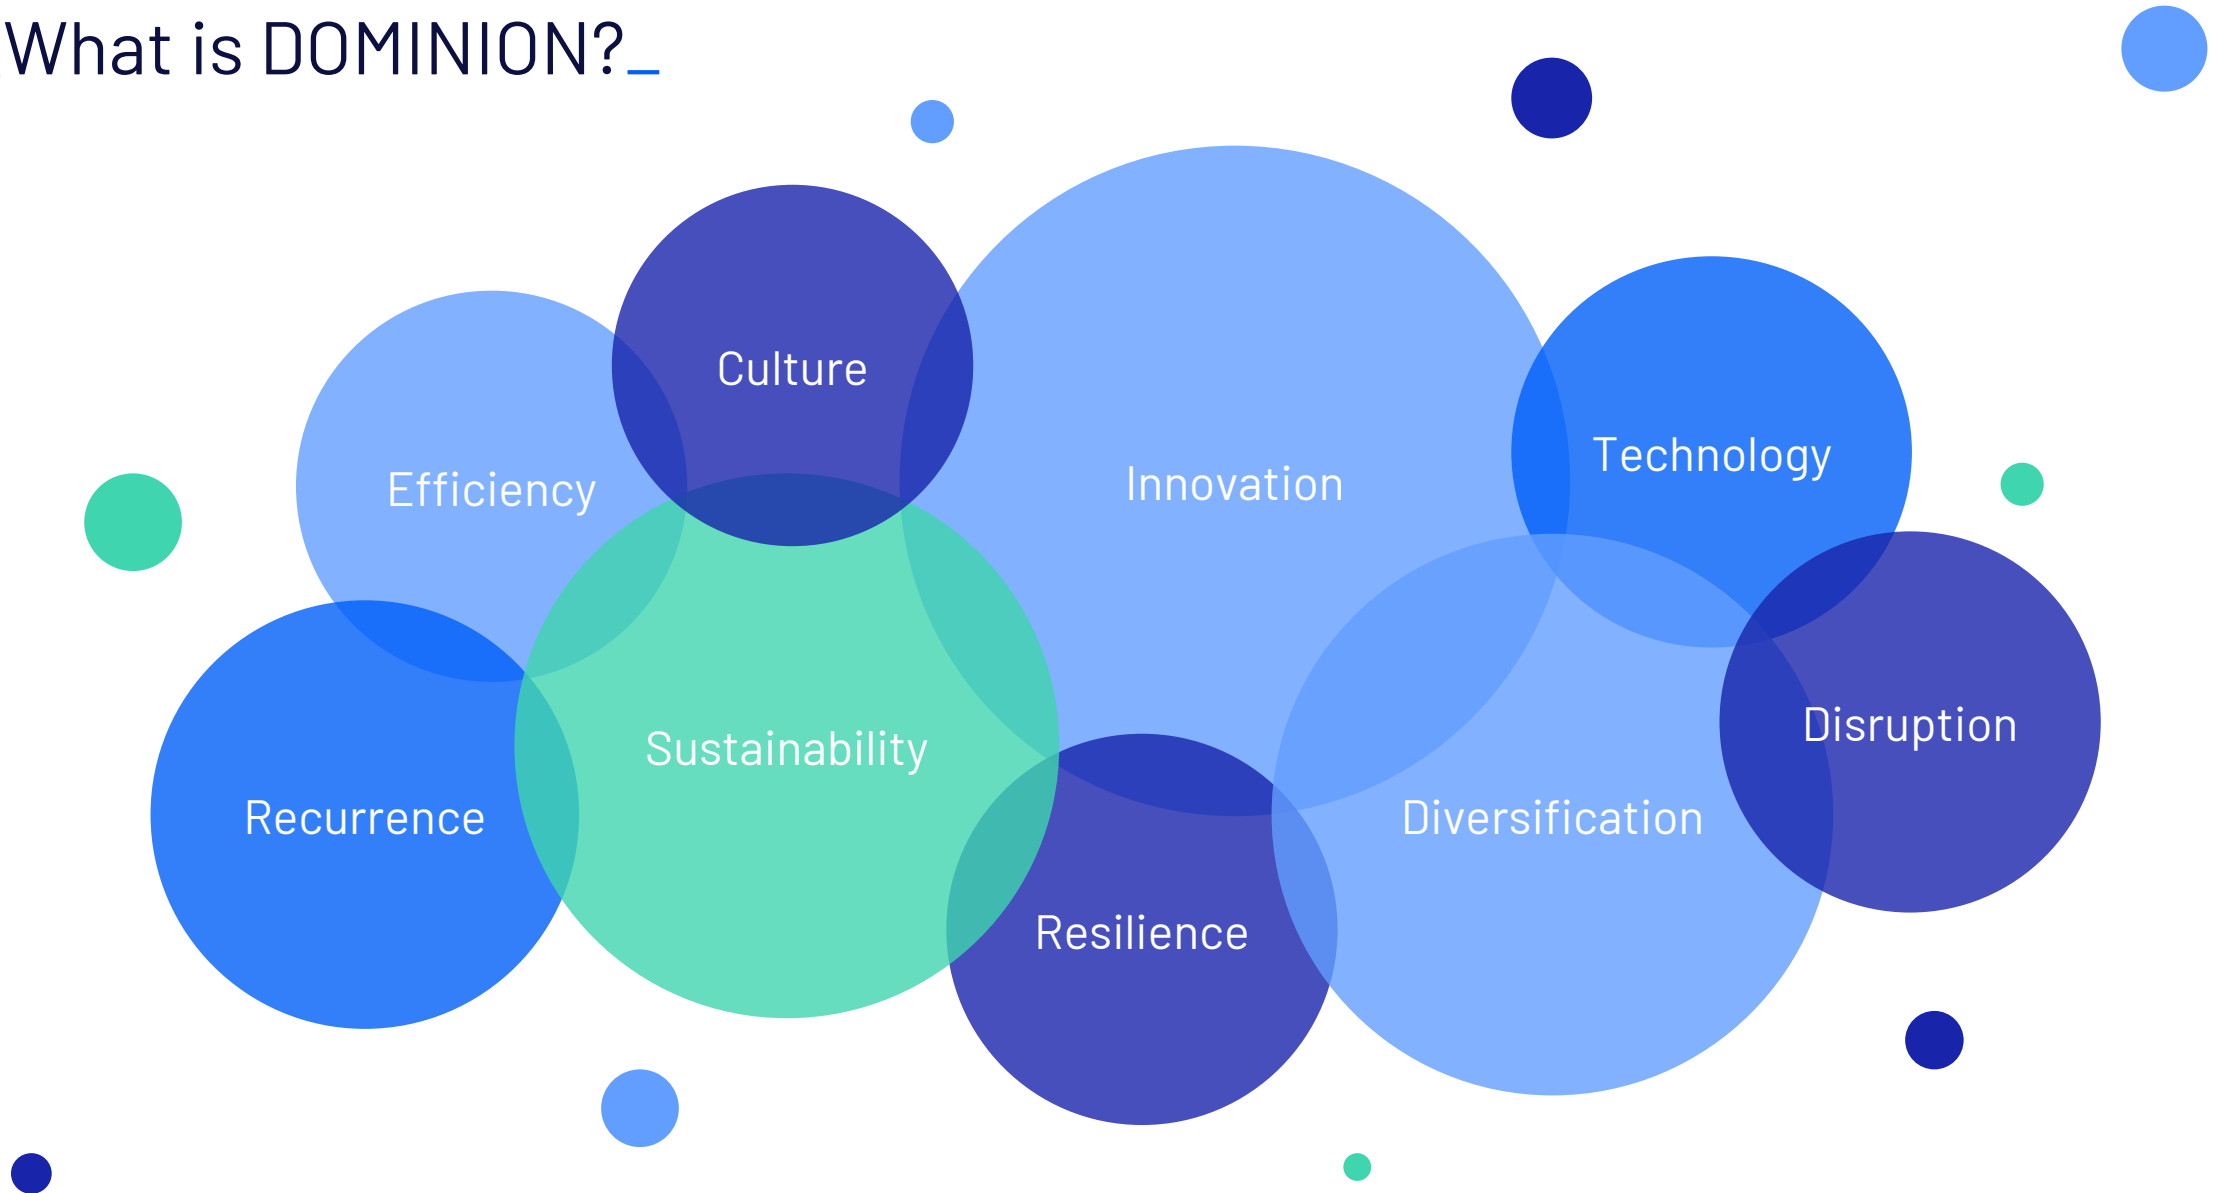 What is DOMINION?_
Culture
Technology
Innovation
Efficiency
Disruption
Sustainability
Recurrence
Diversification
Resilience